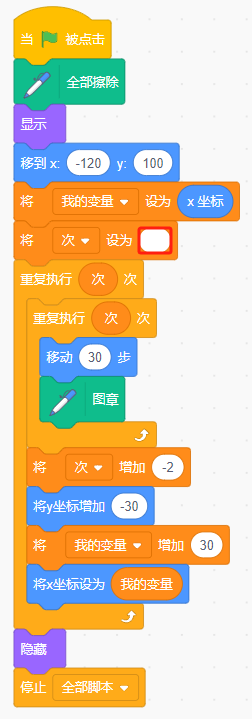 当 被点击
全部擦除
显示
移到 x: -120 y: 100
将 我的变量 设为 x 坐标
将 次 设为
重复执行 次 次
重复执行 次 次
移动 30 步
图章
将 次 增加 -2
将y坐标增加 -30
将 我的变量 增加 30
将x坐标设为 我的变量
隐藏
停止 全部脚本